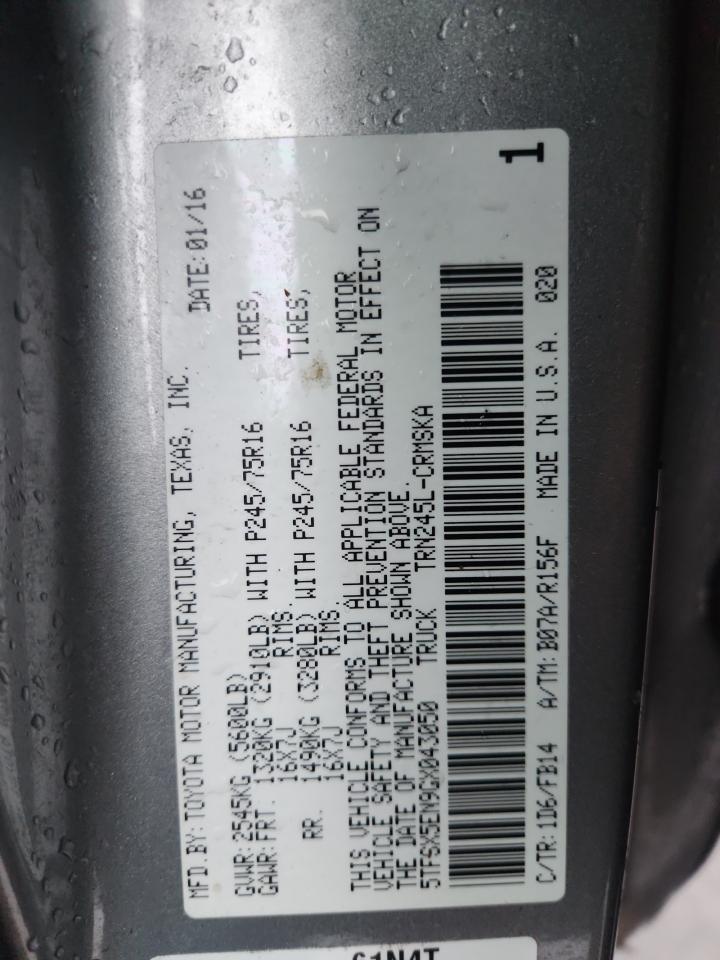 MFD.BY:TOYOTA MOTOR MANUFACTURING, TEXAS, INC. DATE:01/16
GVWR:2545KG (5600LB)
GAWR:FRT. 1320KG (2910LB) WITH P245/75R16 TIRES,
16X7J RIMS.
RR. 1490KG (3280LB) WITH P245/75R16 TIRES,
16X7J RIMS.
THIS VEHICLE CONFORMS TO ALL APPLICABLE FEDERAL MOTOR
VEHICLE SAFETY AND THEFT PREVENTION STANDARDS IN EFFECT ON
THE DATE OF MANUFACTURE SHOWN ABOVE.
5TFSX5EN9GX043050 TRUCK TRN245L-CRMSKA
C/TR:1D6/FB14 A/TM:B07A/R156F MADE IN U.S.A. 020
1